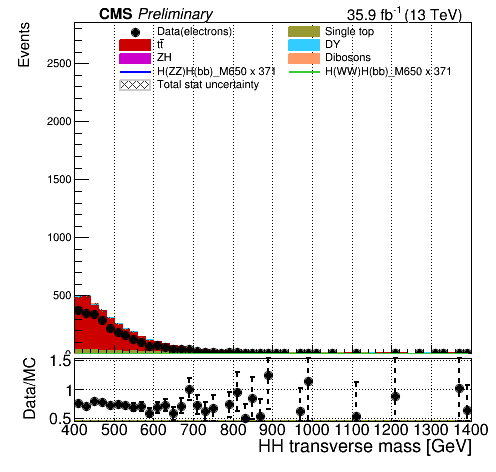 CMS Preliminary 35.9 fb⁻¹ (13 TeV)
Events
Data(electrons)
Single top
tt̄
DY
ZH
Dibosons
H(ZZ)H(bb)_M650 x 371
H(WW)H(bb)_M650 x 371
Total stat uncertainty
2500
2000
1500
1000
500
0
Data/MC
1.5
1
0.5
400 500 600 700 800 900 1000 1100 1200 1300 1400
HH transverse mass [GeV]